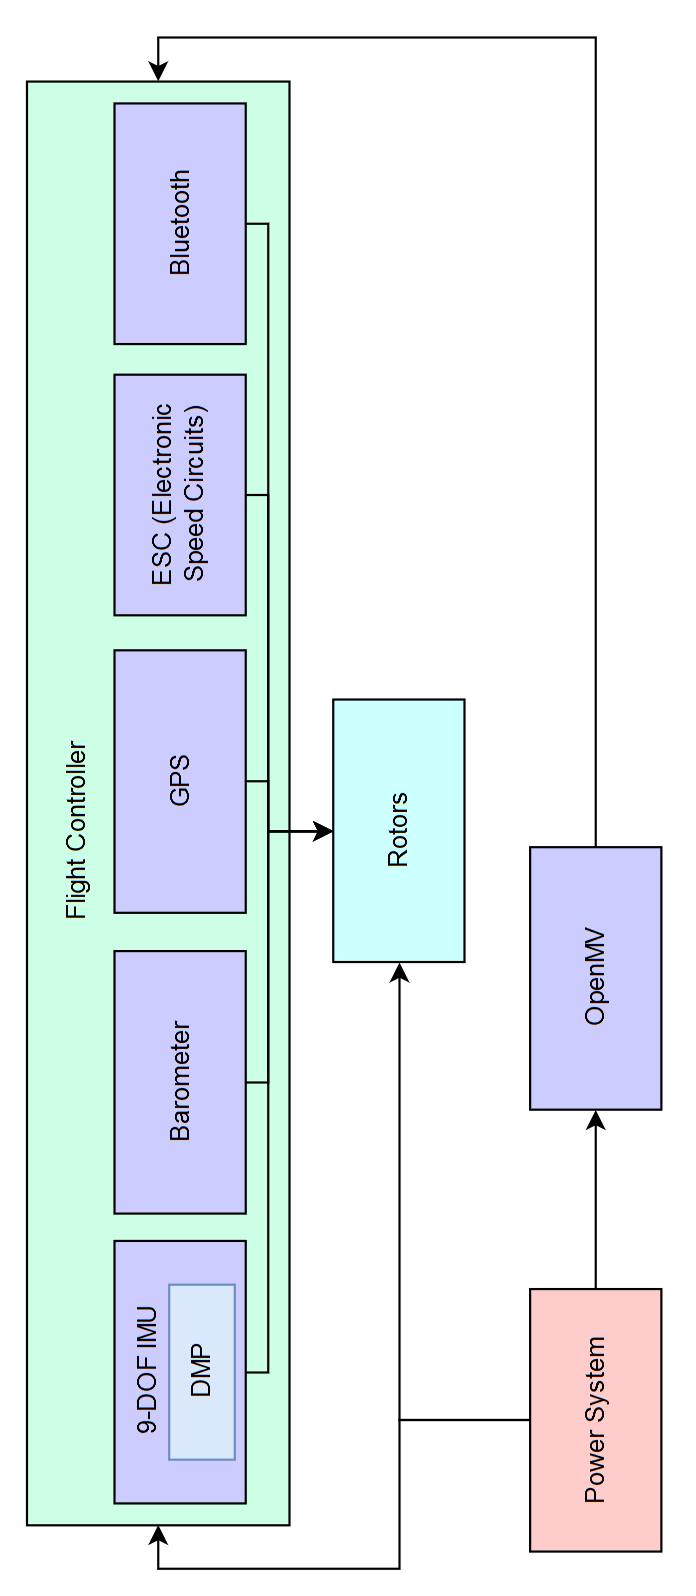 Flight Controller
9-DOF IMU
DMP
Barometer
GPS
ESC (Electronic
Speed Circuits)
Bluetooth
Rotors
Power System
OpenMV